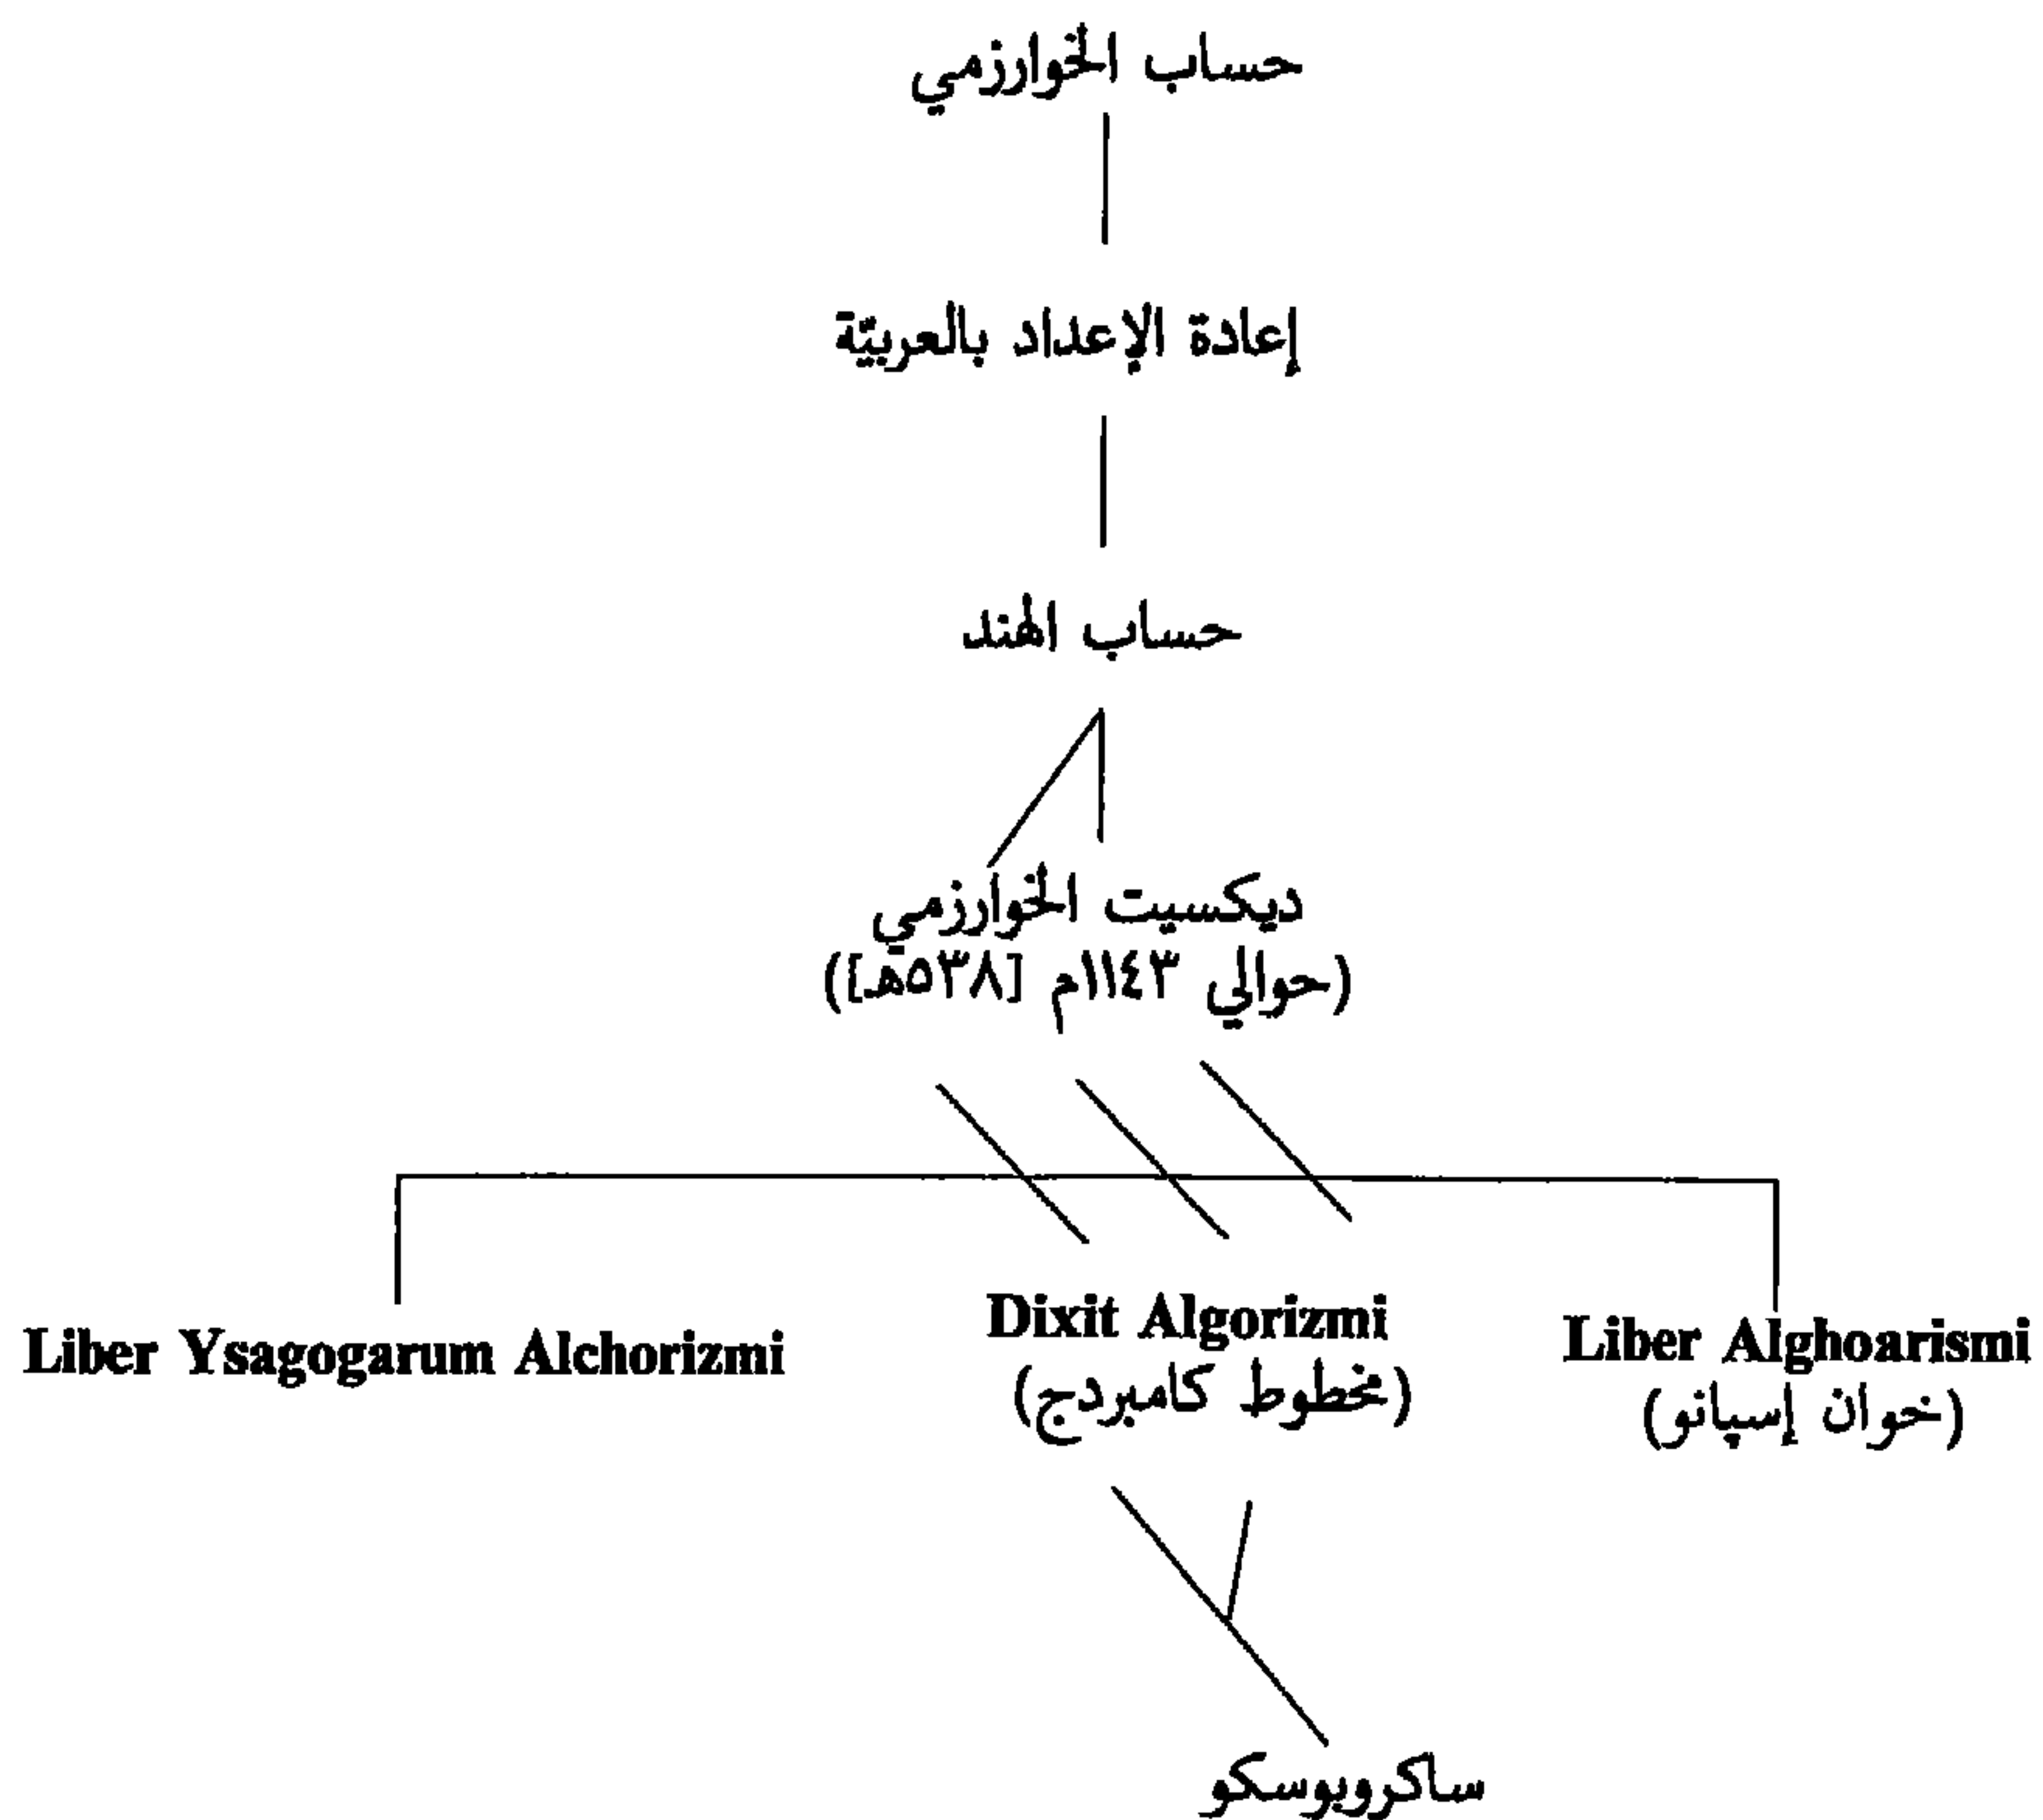 حساب الخوارزمي
إعادة الإعداد بالعربيّة
حساب الهند
ديكسيت الخوارزمي
(حوالي ١١٤٣م [٥٣٨هـ])
Liber Ysagogarum Alchorizmi
Dixit Algorizmi
(مخطوط كامبردج)
Liber Alghoarismi
(خوان إسپانو)
ساكروبوسكو